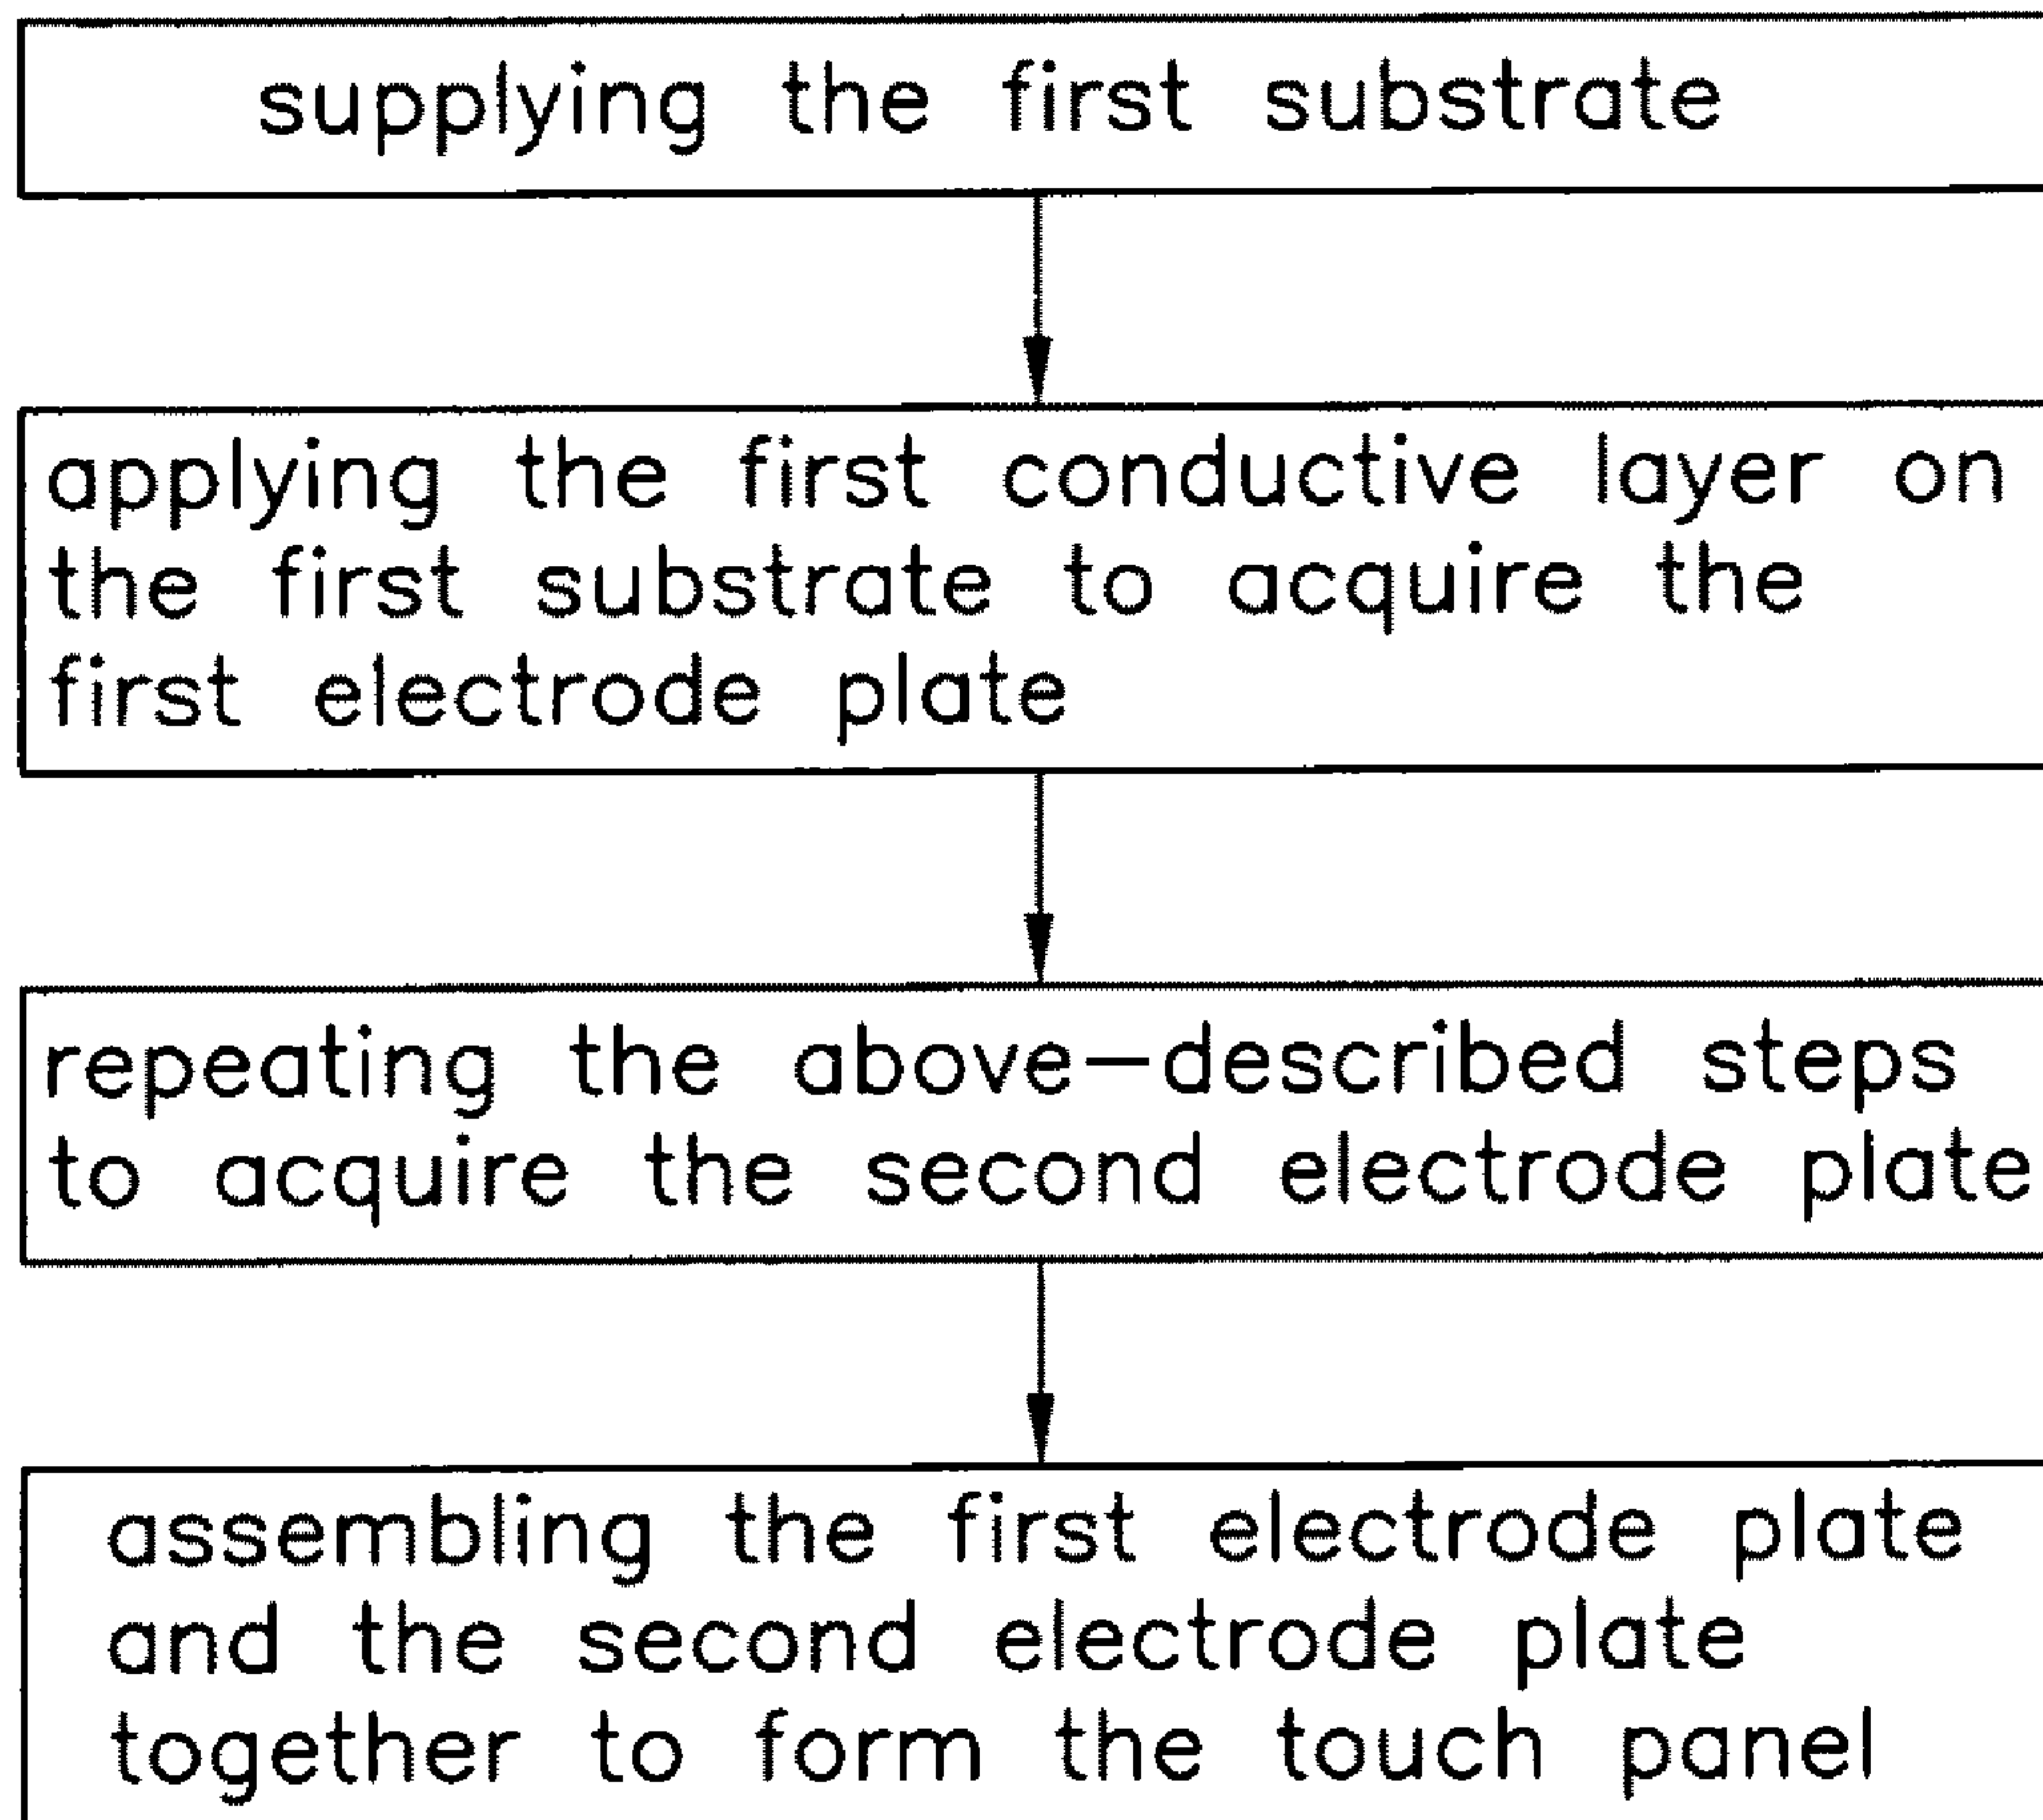 supplying the first substrate
applying the first conductive layer on
the first substrate to acquire the
first electrode plate
repeating the above-described steps
to acquire the second electrode plate
assembling the first electrode plate
and the second electrode plate
together to form the touch panel